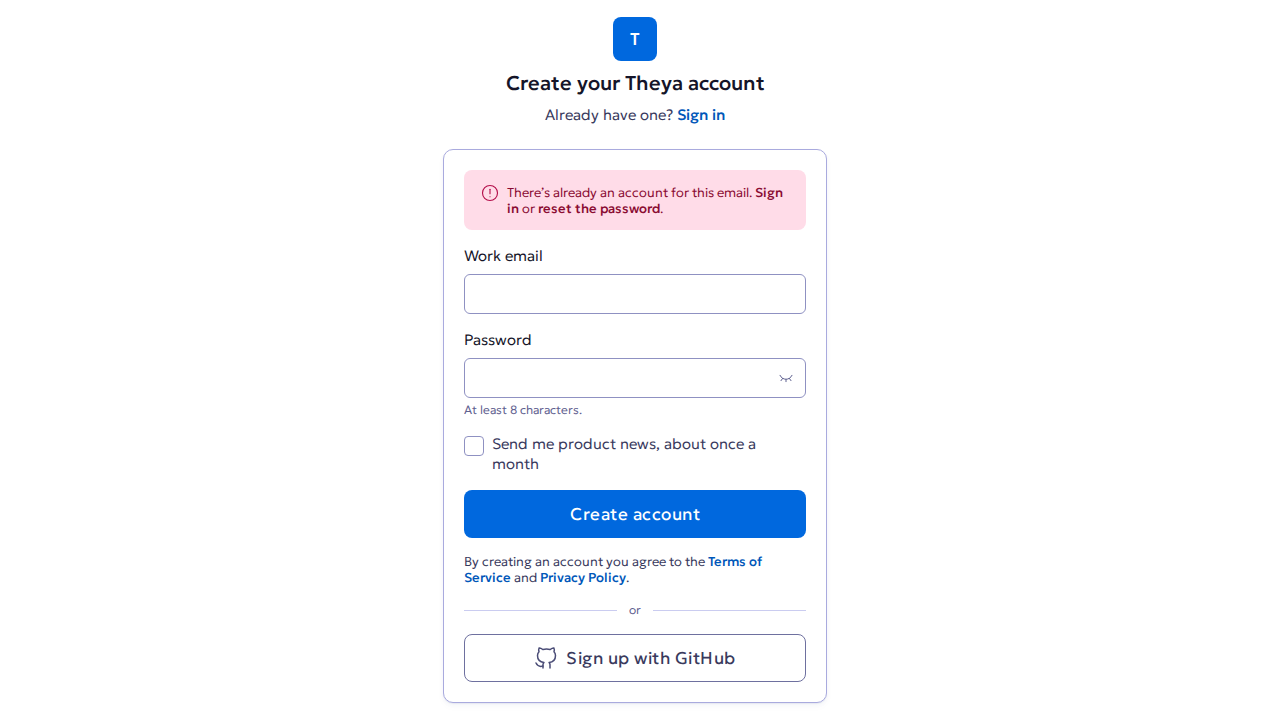 T
Create your Theya account
Already have one? Sign in
There's already an account for this email. Sign
in or reset the password.
Work email
Password
At least 8 characters.
Send me product news, about once a
month
Create account
By creating an account you agree to the Terms of
Service and Privacy Policy.
or
Sign up with GitHub